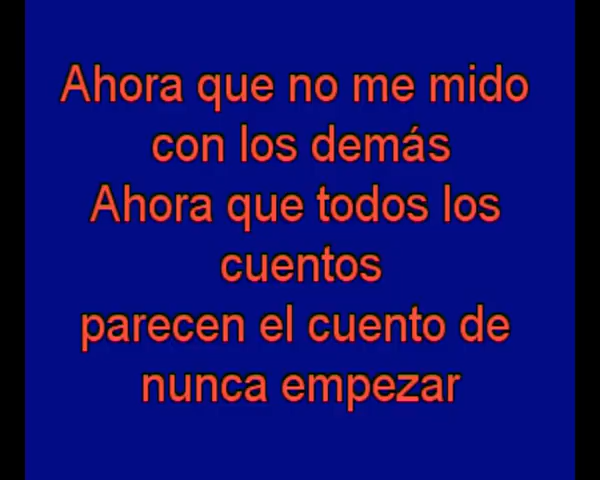 Ahora que no me mido
con los demás
Ahora que todos los
cuentos
parecen el cuento de
nunca empezar